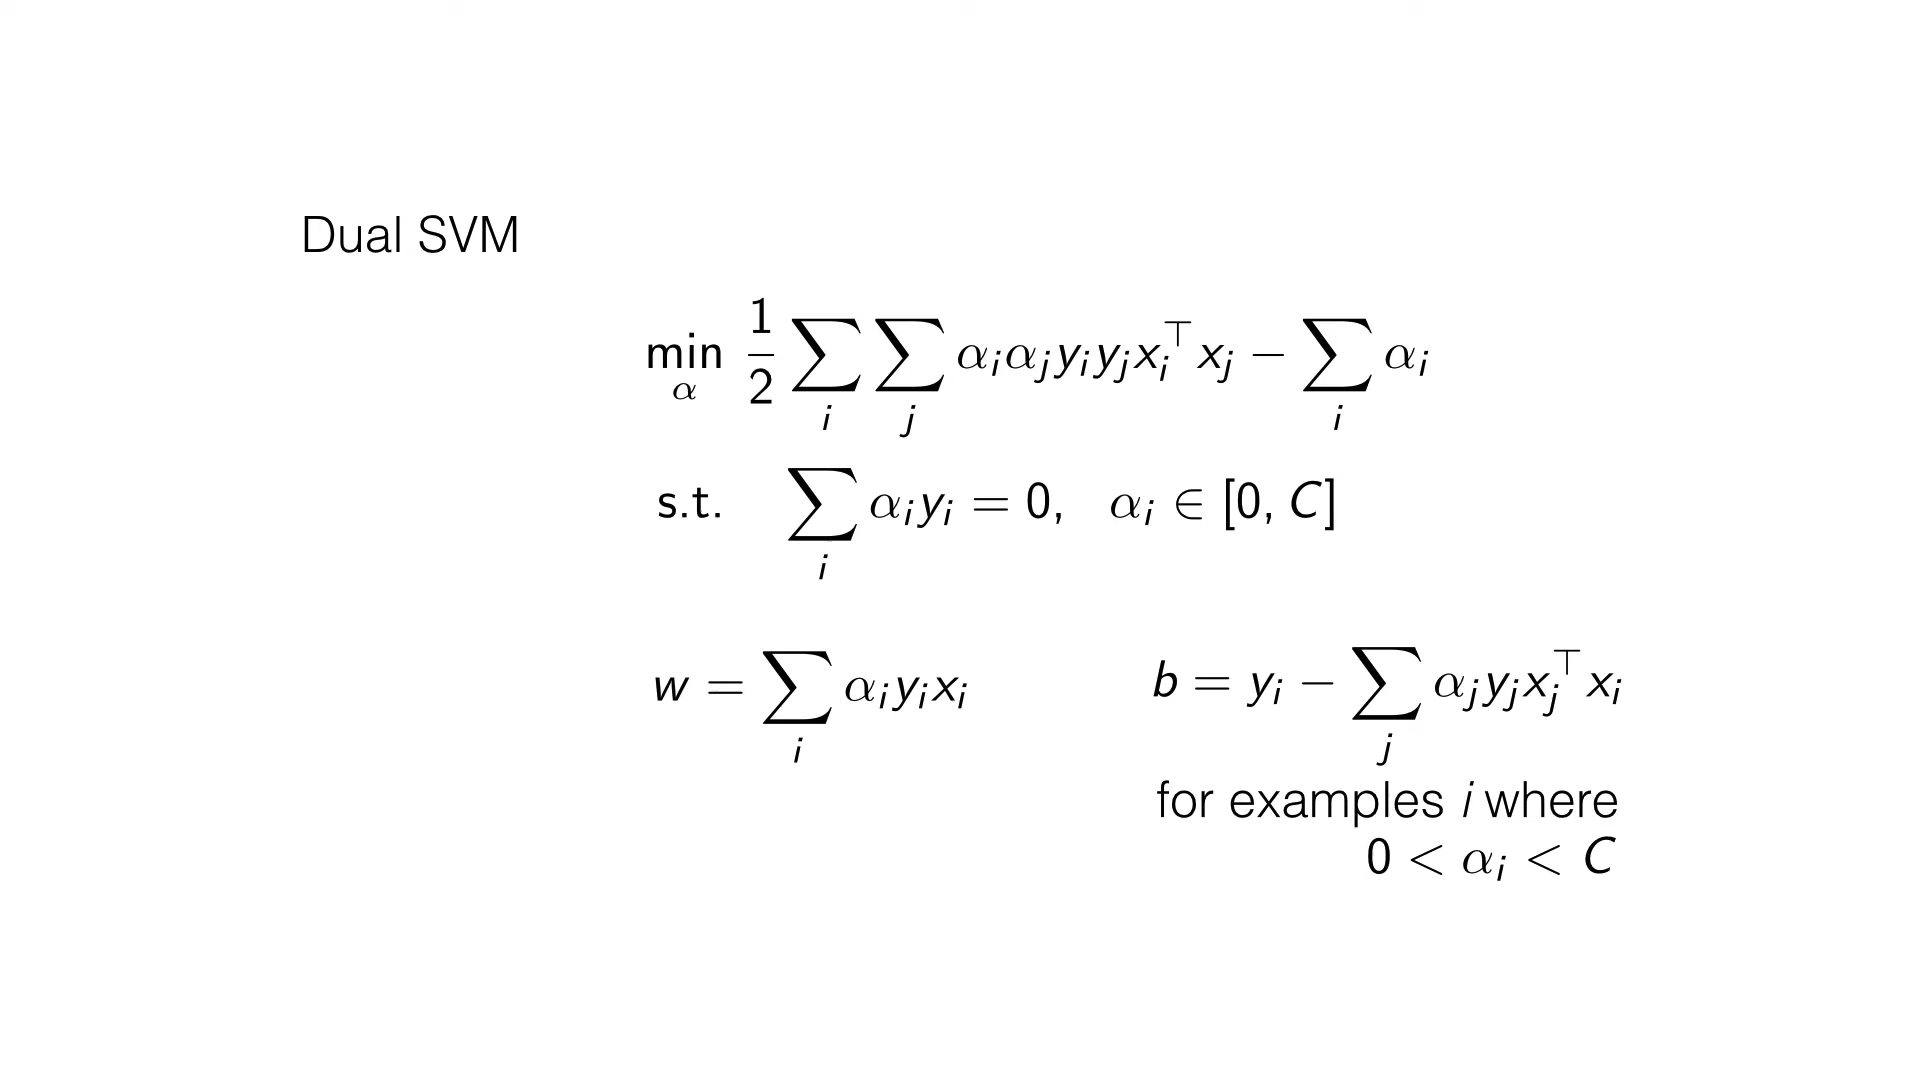 Dual SVM
min_α 1/2 ∑_i ∑_j α_i α_j y_i y_j x_i^⊤ x_j − ∑_i α_i
s.t. ∑_i α_i y_i = 0, α_i ∈ [0, C]
w = ∑_i α_i y_i x_i
b = y_i − ∑_j α_j y_j x_j^⊤ x_i
for examples i where
0 < α_i < C